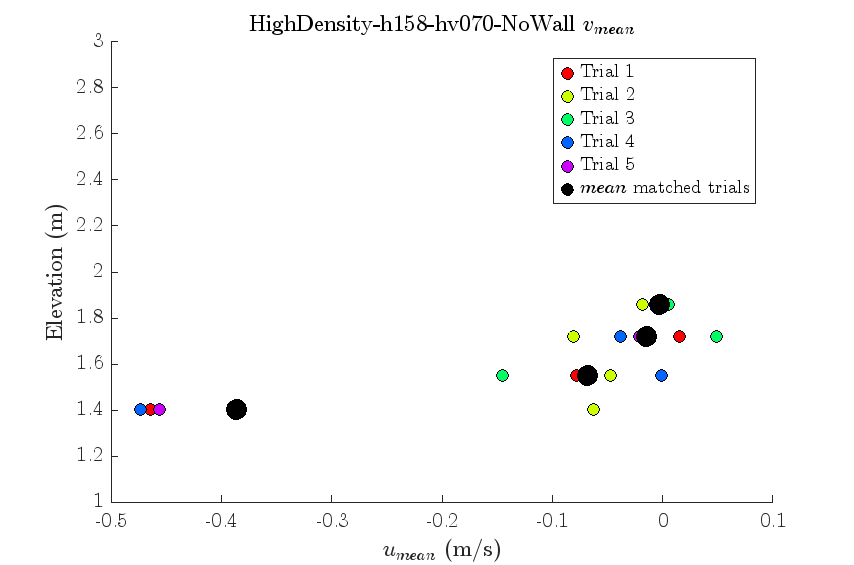 HighDensity-h158-hv070-NoWall v_mean
3
2.8
2.6
2.4
2.2
2
1.8
1.6
1.4
1.2
1
Elevation (m)
Trial 1
Trial 2
Trial 3
Trial 4
Trial 5
mean matched trials
-0.5 -0.4 -0.3 -0.2 -0.1 0 0.1
u_mean (m/s)